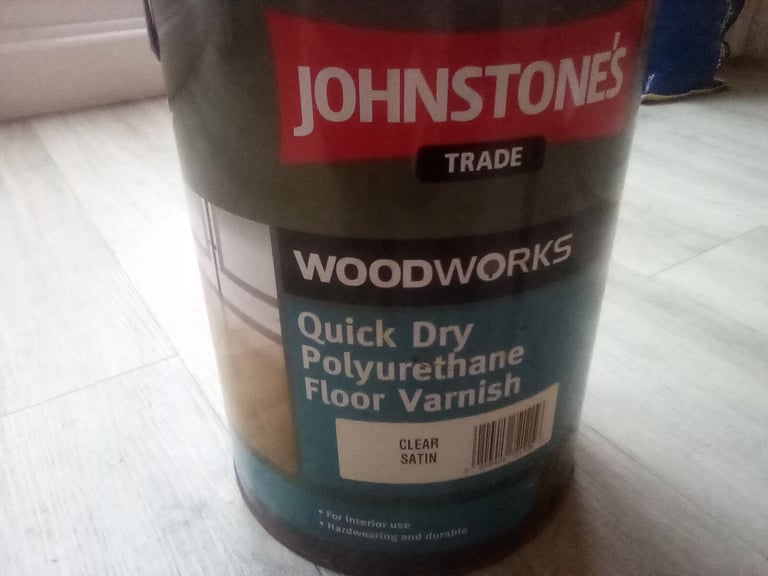 JOHNSTONE'S
TRADE
WOODWORKS
Quick Dry
Polyurethane
Floor Varnish
CLEAR
SATIN
• For interior use
• Hardwearing and durable